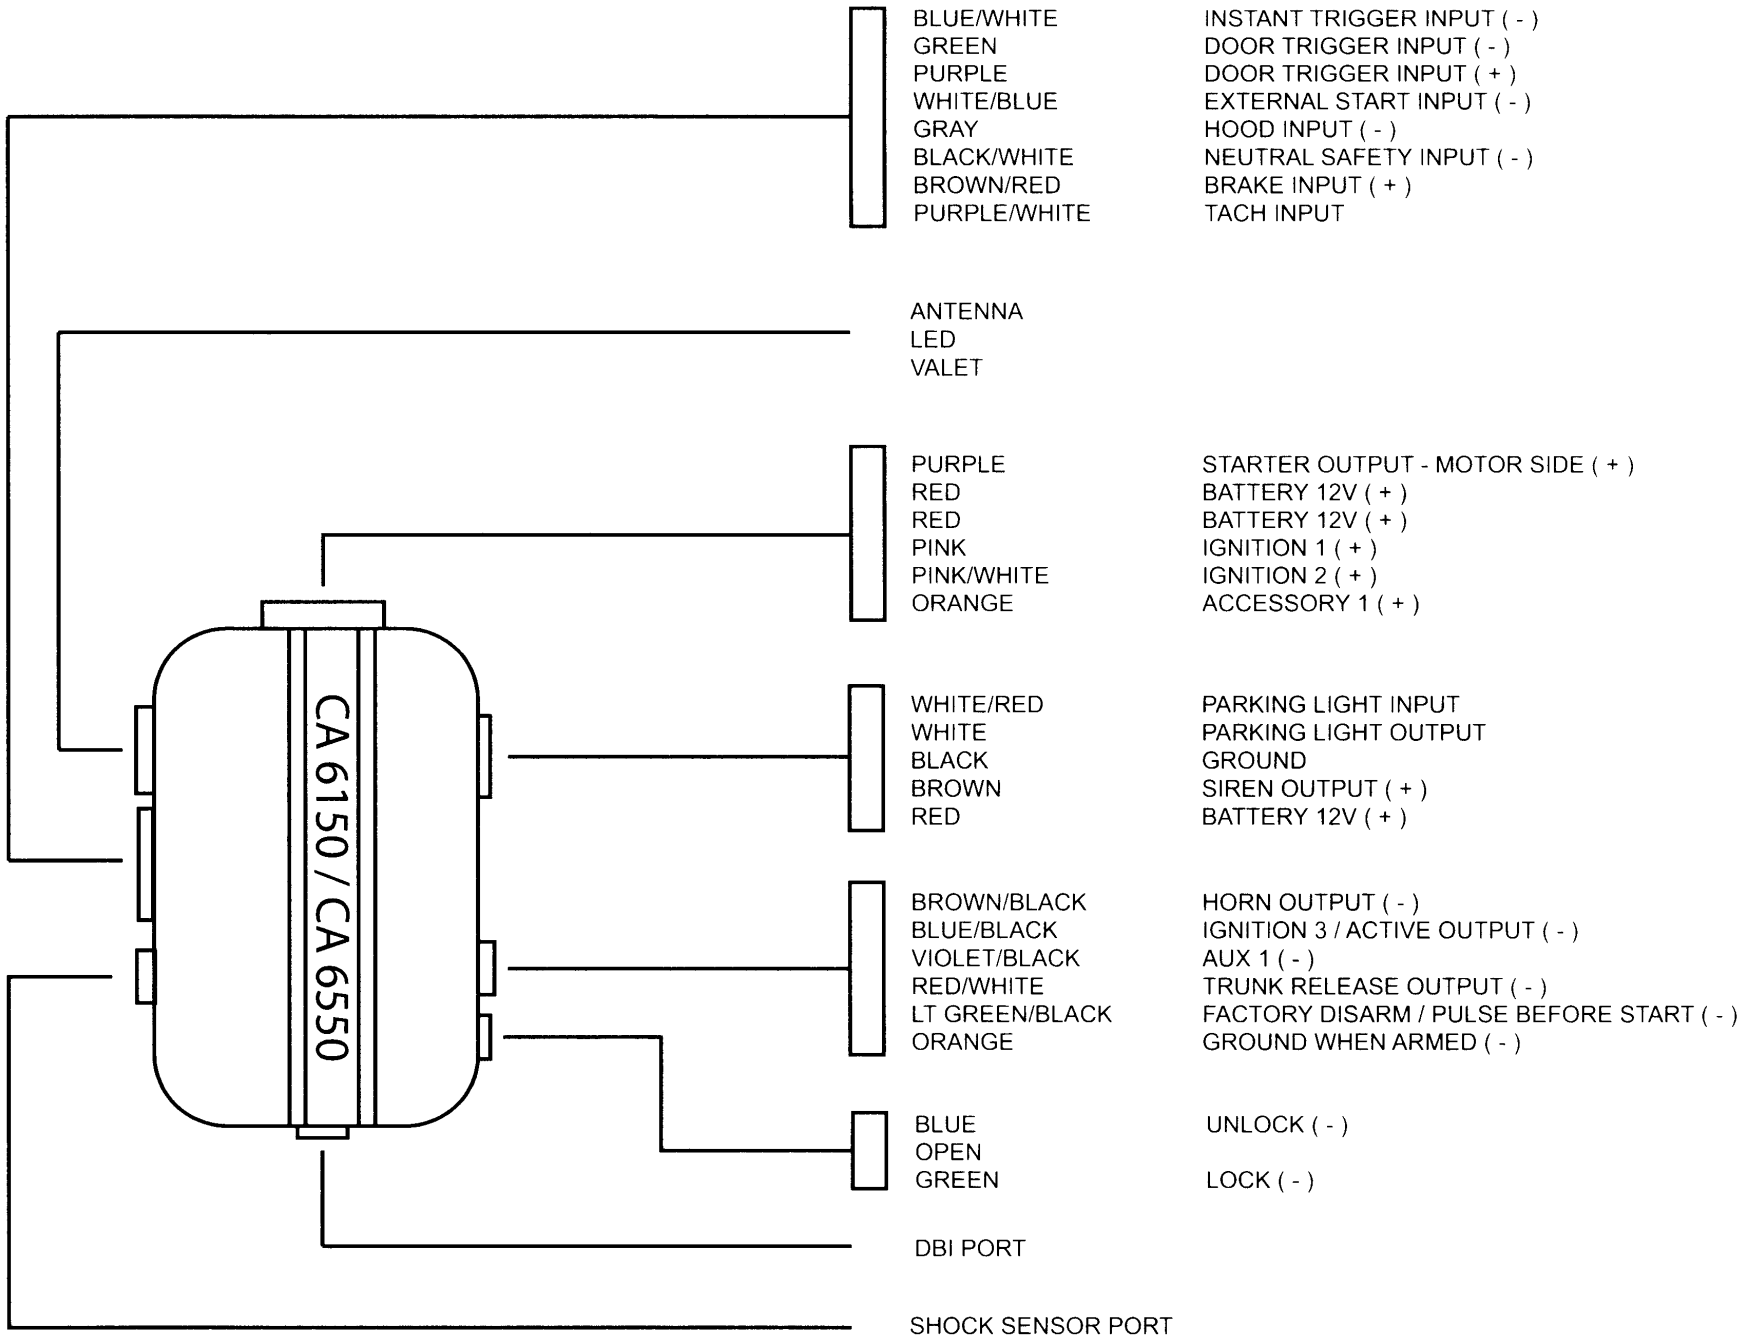 BLUE/WHITE INSTANT TRIGGER INPUT ( - )
GREEN DOOR TRIGGER INPUT ( - )
PURPLE DOOR TRIGGER INPUT ( + )
WHITE/BLUE EXTERNAL START INPUT ( - )
GRAY HOOD INPUT ( - )
BLACK/WHITE NEUTRAL SAFETY INPUT ( - )
BROWN/RED BRAKE INPUT ( + )
PURPLE/WHITE TACH INPUT
ANTENNA
LED
VALET
PURPLE STARTER OUTPUT - MOTOR SIDE ( + )
RED BATTERY 12V ( + )
RED BATTERY 12V ( + )
PINK IGNITION 1 ( + )
PINK/WHITE IGNITION 2 ( + )
ORANGE ACCESSORY 1 ( + )
CA 6150 / CA 6550
WHITE/RED PARKING LIGHT INPUT
WHITE PARKING LIGHT OUTPUT
BLACK GROUND
BROWN SIREN OUTPUT ( + )
RED BATTERY 12V ( + )
BROWN/BLACK HORN OUTPUT ( - )
BLUE/BLACK IGNITION 3 / ACTIVE OUTPUT ( - )
VIOLET/BLACK AUX 1 ( - )
RED/WHITE TRUNK RELEASE OUTPUT ( - )
LT GREEN/BLACK FACTORY DISARM / PULSE BEFORE START ( - )
ORANGE GROUND WHEN ARMED ( - )
BLUE UNLOCK ( - )
OPEN
GREEN LOCK ( - )
DBI PORT
SHOCK SENSOR PORT